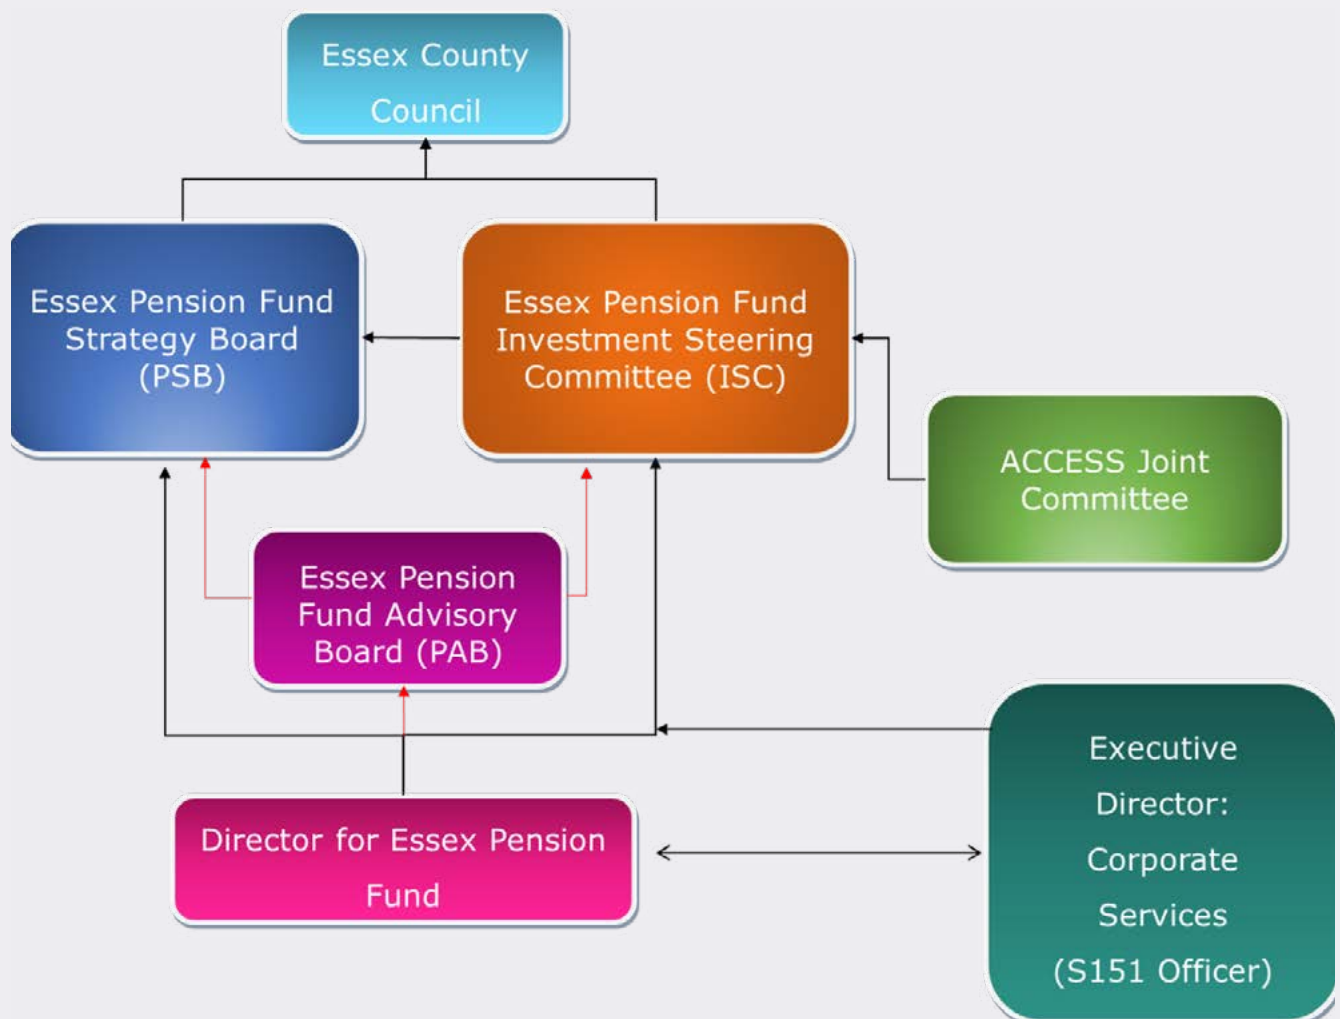 Essex County
Council
Essex Pension Fund
Strategy Board
(PSB)
Essex Pension Fund
Investment Steering
Committee (ISC)
ACCESS Joint
Committee
Essex Pension
Fund Advisory
Board (PAB)
Director for Essex Pension
Fund
Executive
Director:
Corporate
Services
(S151 Officer)